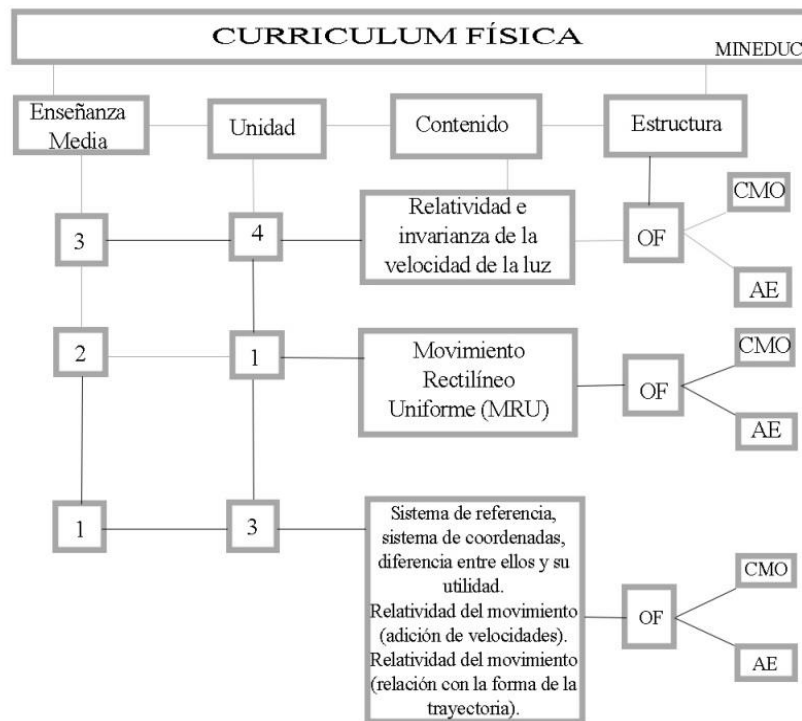 CURRICULUM FÍSICA
MINEDUC
Enseñanza
Media
Unidad
Contenido
Estructura
3
4
Relatividad e
invarianza de la
velocidad de la luz
OF
CMO
AE
2
1
Movimiento
Rectilíneo
Uniforme (MRU)
OF
CMO
AE
1
3
Sistema de referencia,
sistema de coordenadas,
diferencia entre ellos y su
utilidad.
Relatividad del movimiento
(adición de velocidades).
Relatividad del movimiento
(relación con la forma de la
trayectoria).
OF
CMO
AE